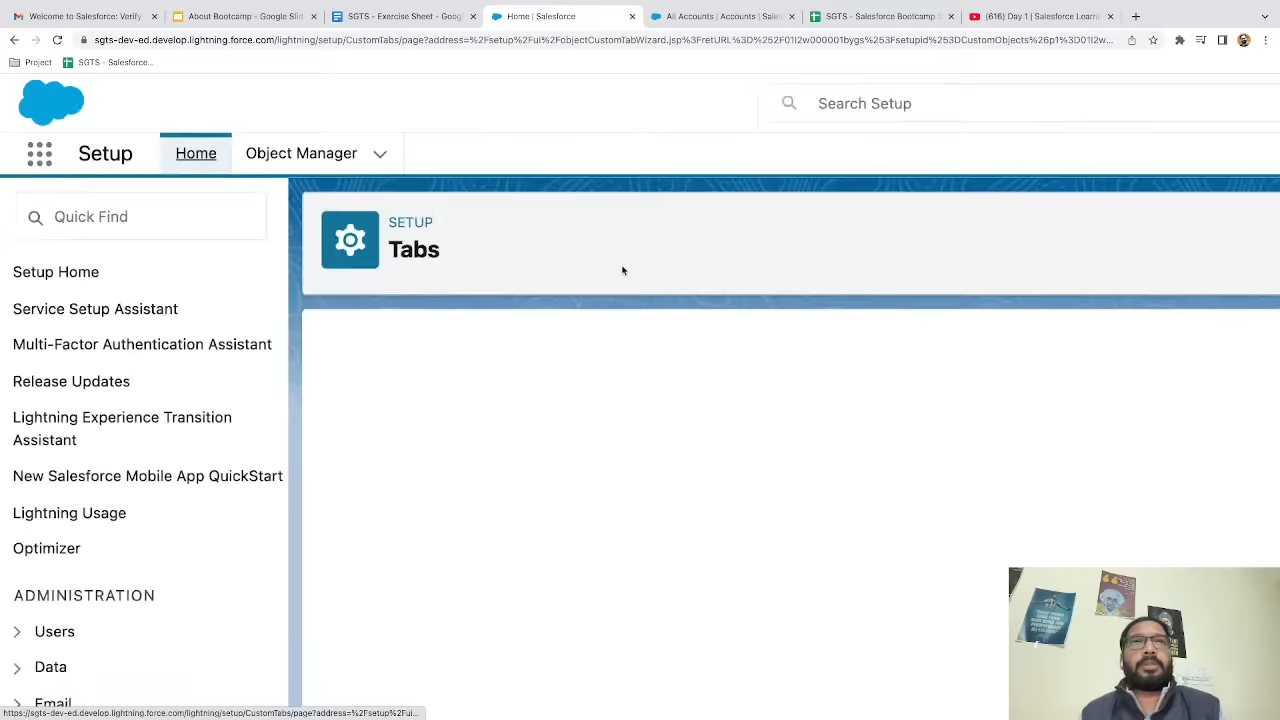 Welcome to Salesforce: Verify
About Bootcamp - Google Slid
SGTS - Exercise Sheet - Googl
Home | Salesforce
All Accounts | Accounts | Sales
SGTS - Salesforce Bootcamp S
(616) Day 1 | Salesforce Learni
sgts-dev-ed.develop.lightning.force.com/lightning/setup/CustomTabs/page?address=%2Fsetup%2Fui%2FobjectCustomTabWizard.jsp%3FretURL%3D%252F01I2w000001bygs%253Fsetupid%253DCustomObjects%26p1%3D01I2w...
Project
SGTS - Salesforce...
Search Setup
Setup
Home
Object Manager
Quick Find
SETUP
Tabs
Setup Home
Service Setup Assistant
Multi-Factor Authentication Assistant
Release Updates
Lightning Experience Transition
Assistant
New Salesforce Mobile App QuickStart
Lightning Usage
Optimizer
ADMINISTRATION
Users
Data
Email
https://sgts-dev-ed.develop.lightning.force.com/lightning/setup/CustomTabs/page?address=%2Fsetup%2Fui...